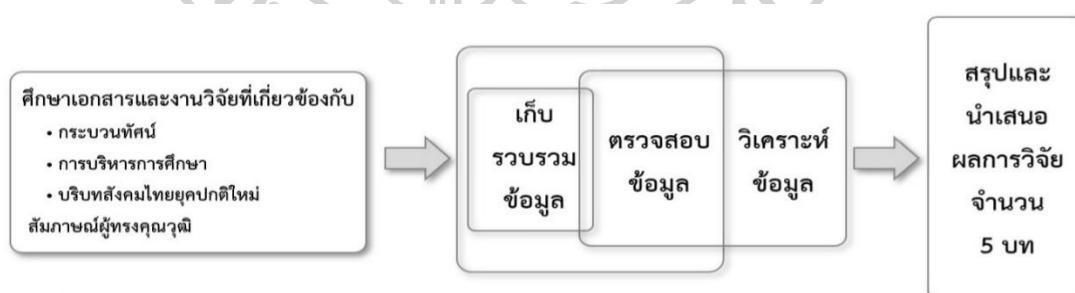 ศึกษาเอกสารและงานวิจัยที่เกี่ยวข้องกับ
• กระบวนทัศน์
• การบริหารการศึกษา
• บริบทสังคมไทยยุคปกติใหม่
สัมภาษณ์ผู้ทรงคุณวุฒิ
เก็บ
รวบรวม
ข้อมูล
ตรวจสอบ
ข้อมูล
วิเคราะห์
ข้อมูล
สรุปและ
นำเสนอ
ผลการวิจัย
จำนวน
5 บท